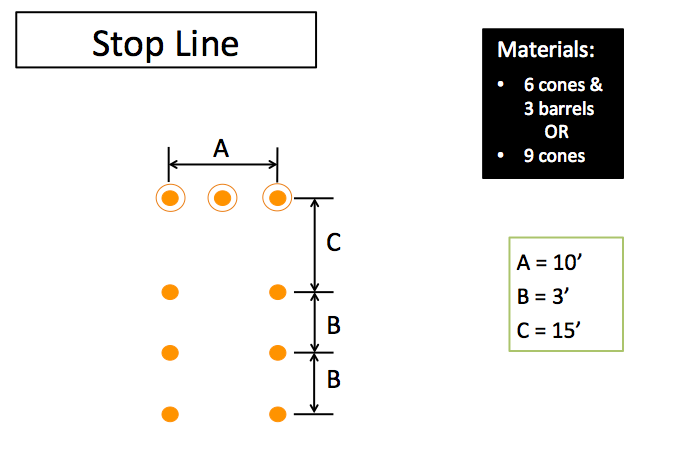 Stop Line
Materials:
• 6 cones &
3 barrels
OR
• 9 cones
A
C
B
B
A = 10’
B = 3’
C = 15’